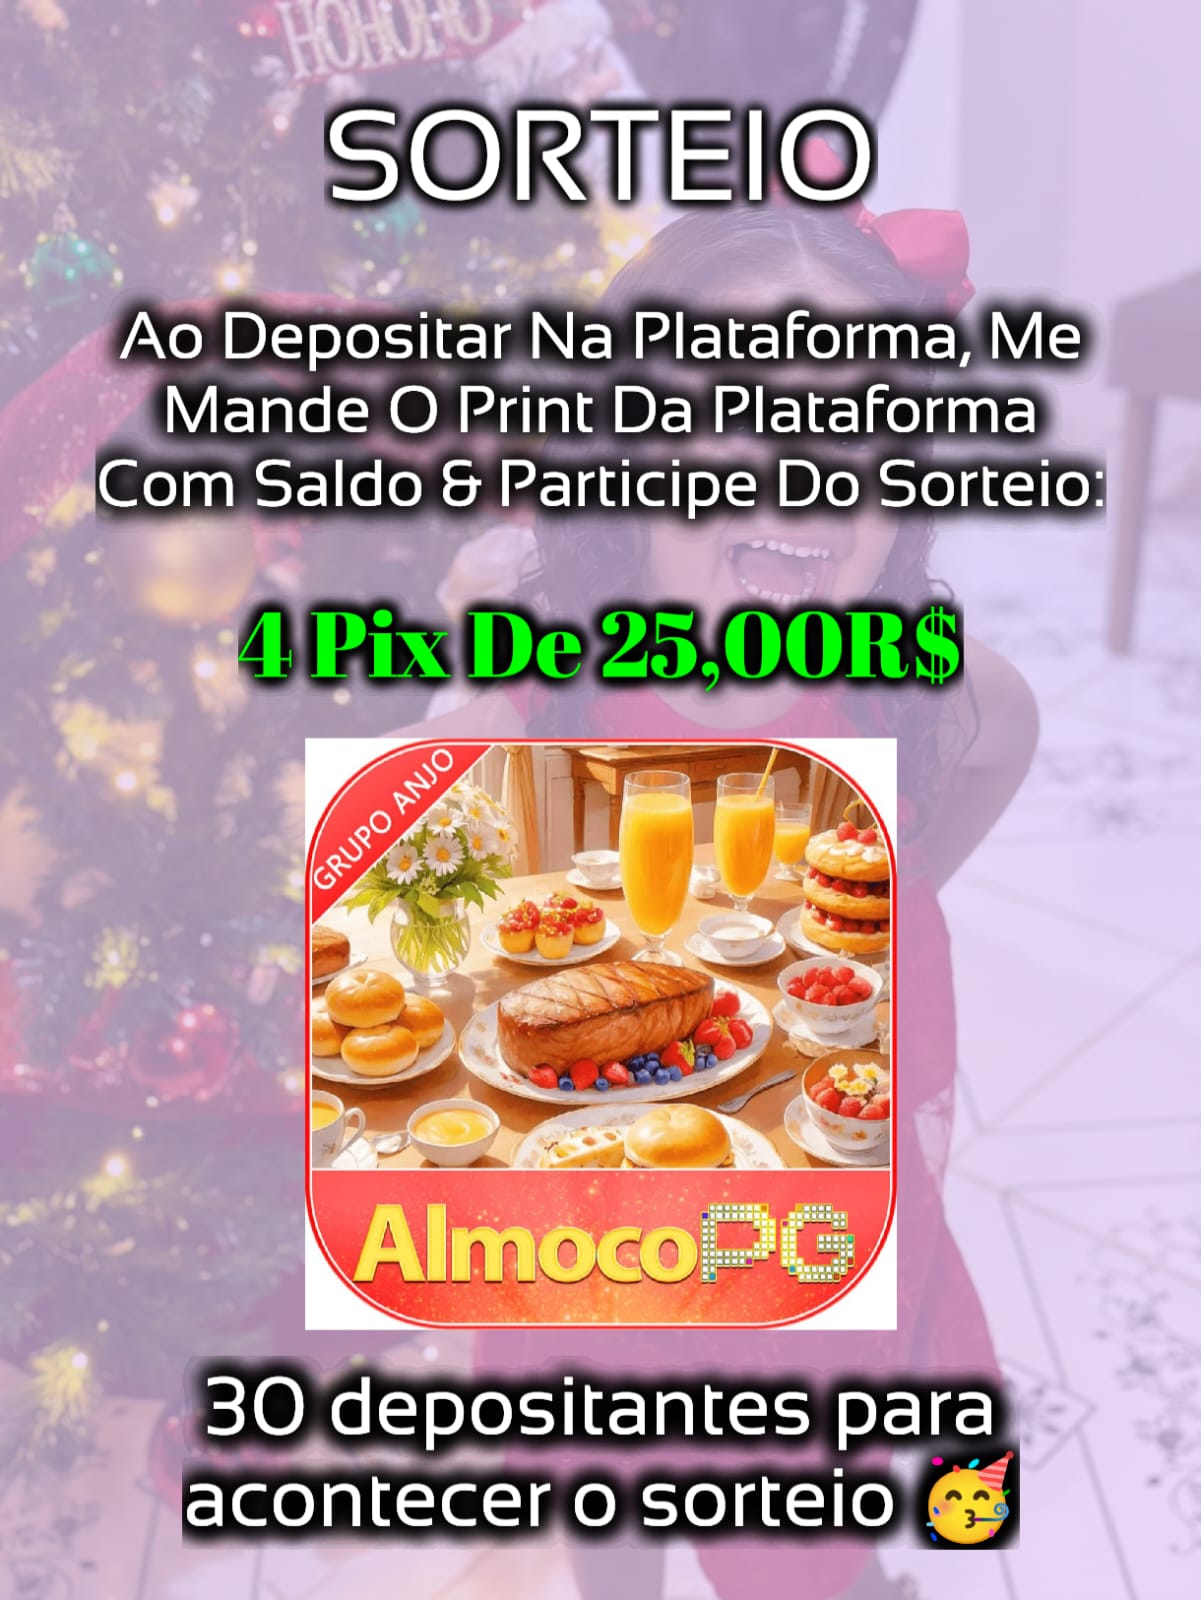 HOHOHO
SORTEIO
Ao Depositar Na Plataforma, Me
Mande O Print Da Plataforma
Com Saldo & Participe Do Sorteio:
4 Pix De 25,00R$
GRUPO ANJO
AlmocoPG
30 depositantes para
acontecer o sorteio 🥳